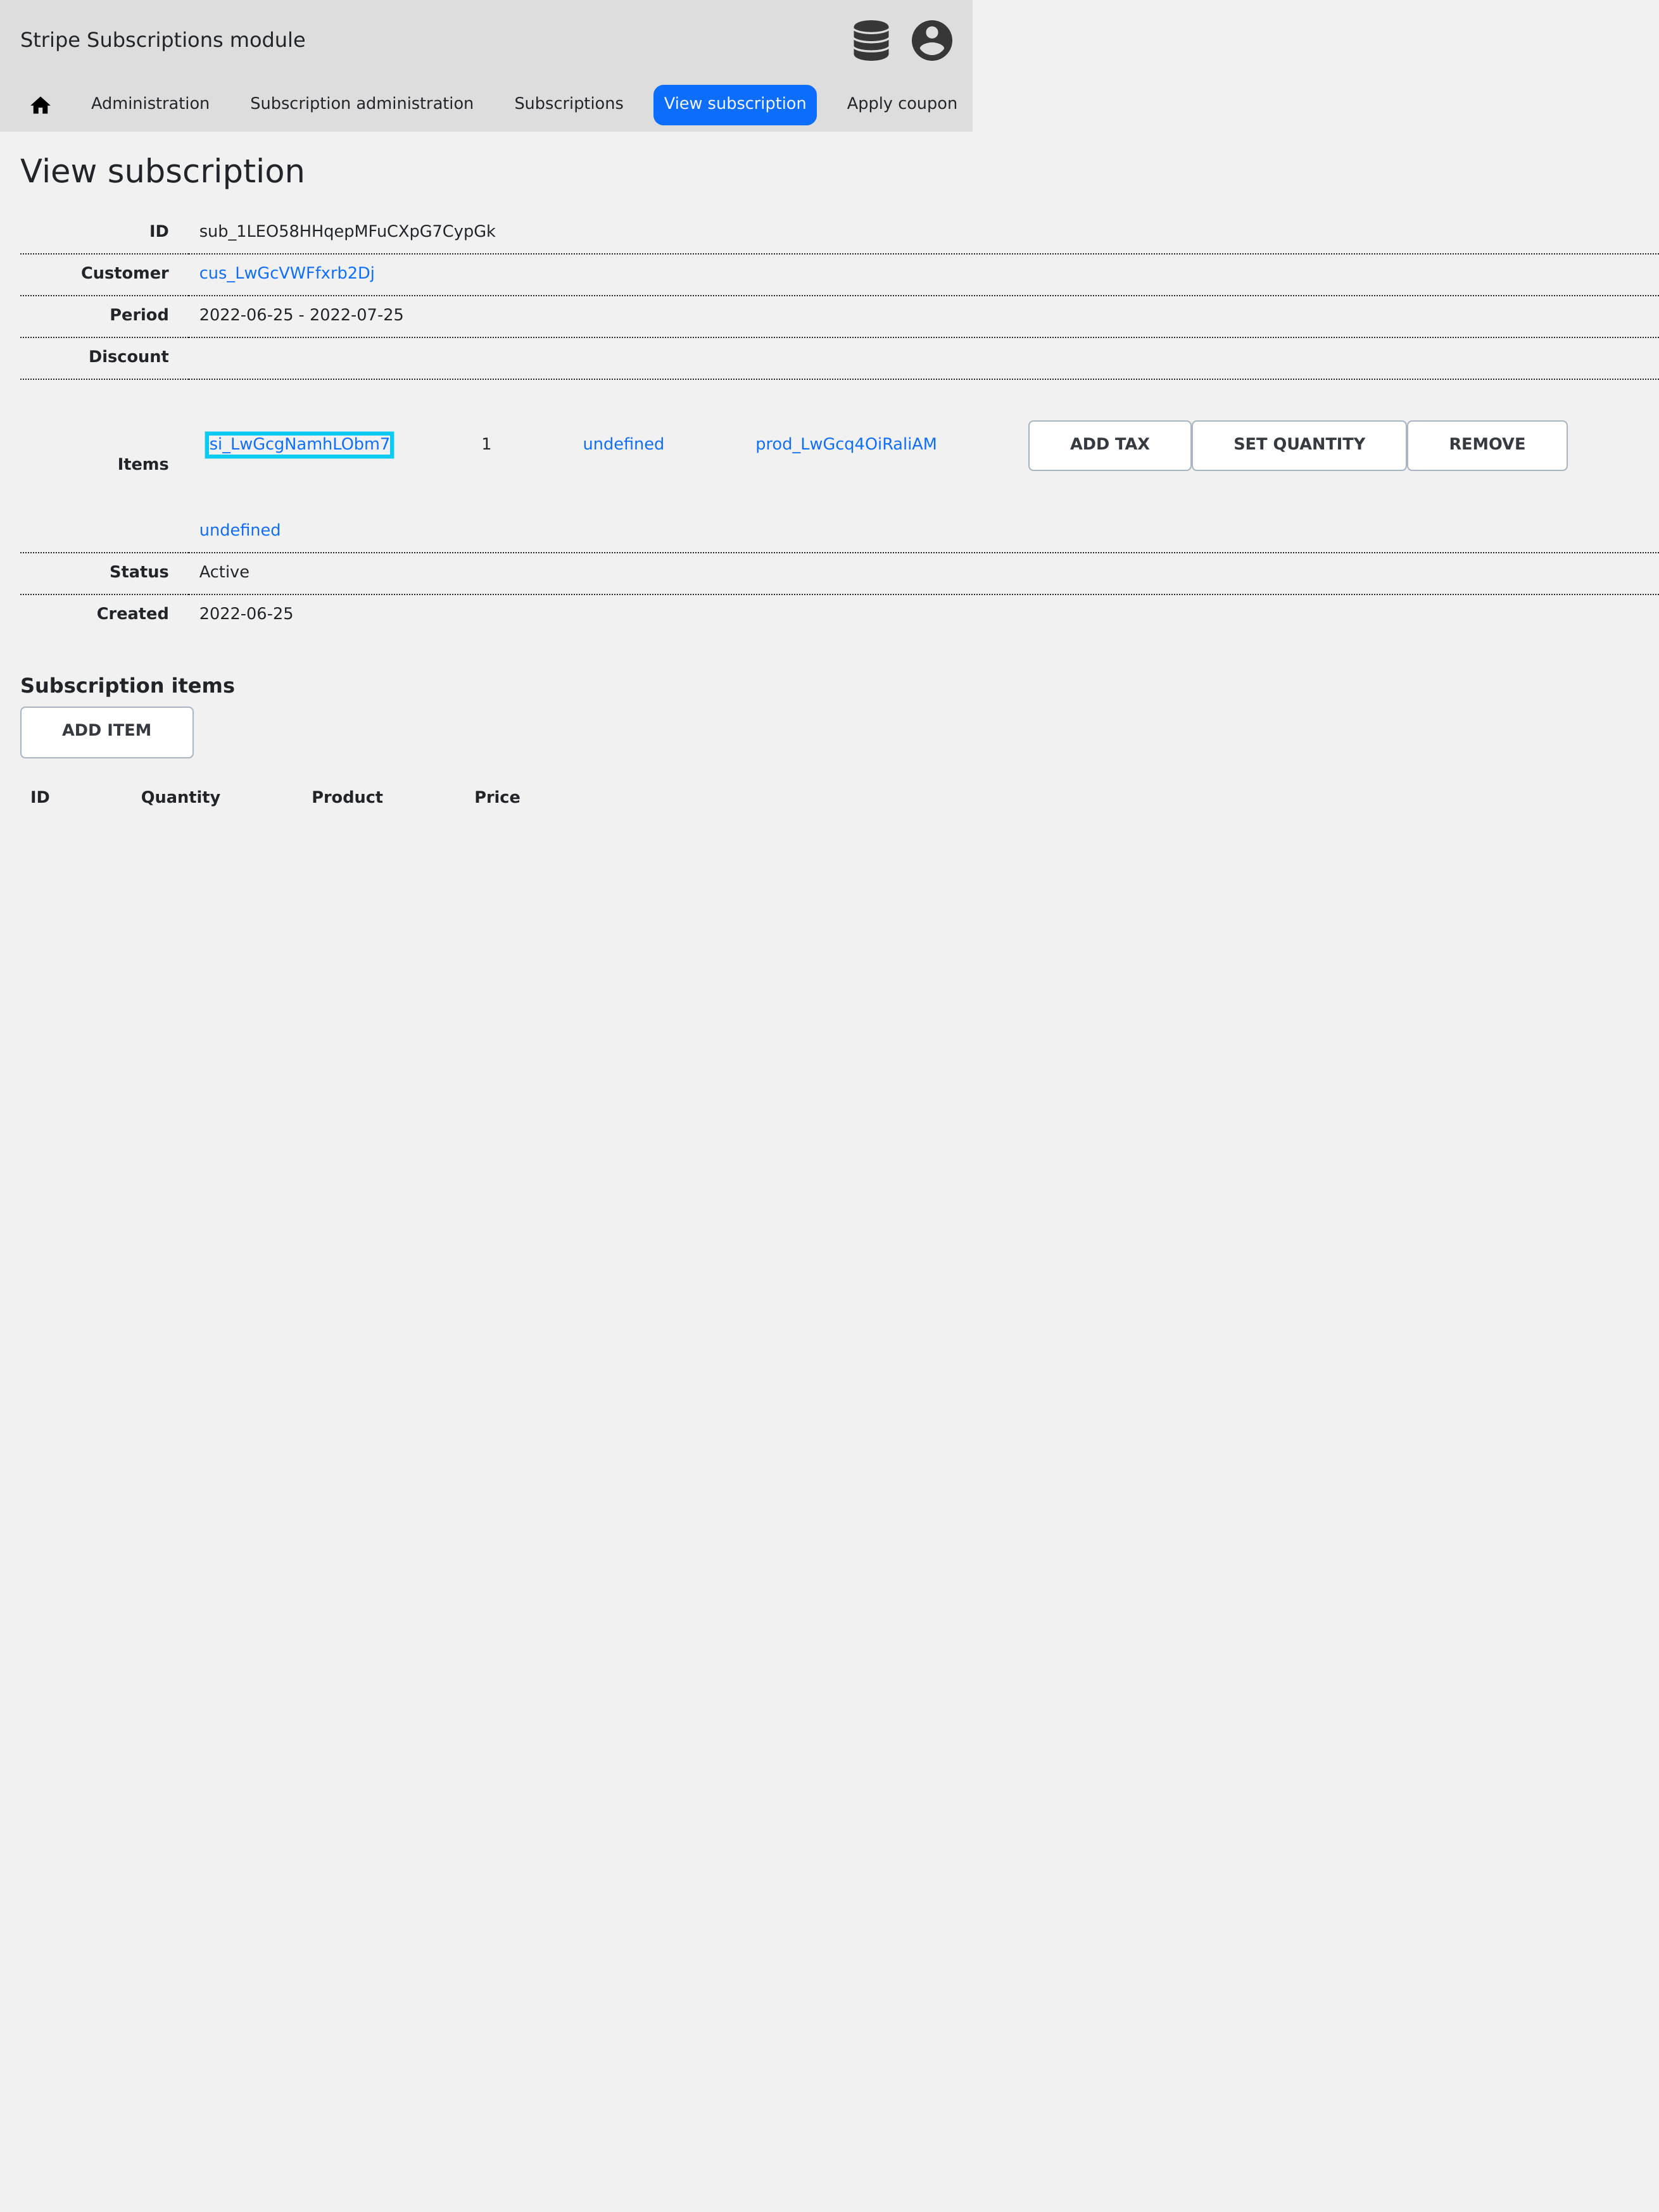 Stripe Subscriptions module
Administration Subscription administration Subscriptions View subscription Apply coupon
View subscription
ID sub_1LEO58HHqepMFuCXpG7CypGk
Customer cus_LwGcVWFfxrb2Dj
Period 2022-06-25 - 2022-07-25
Discount
Items si_LwGcgNamhLObm7 1 undefined prod_LwGcq4OiRaliAM ADD TAX SET QUANTITY REMOVE
undefined
Status Active
Created 2022-06-25
Subscription items
ADD ITEM
ID Quantity Product Price